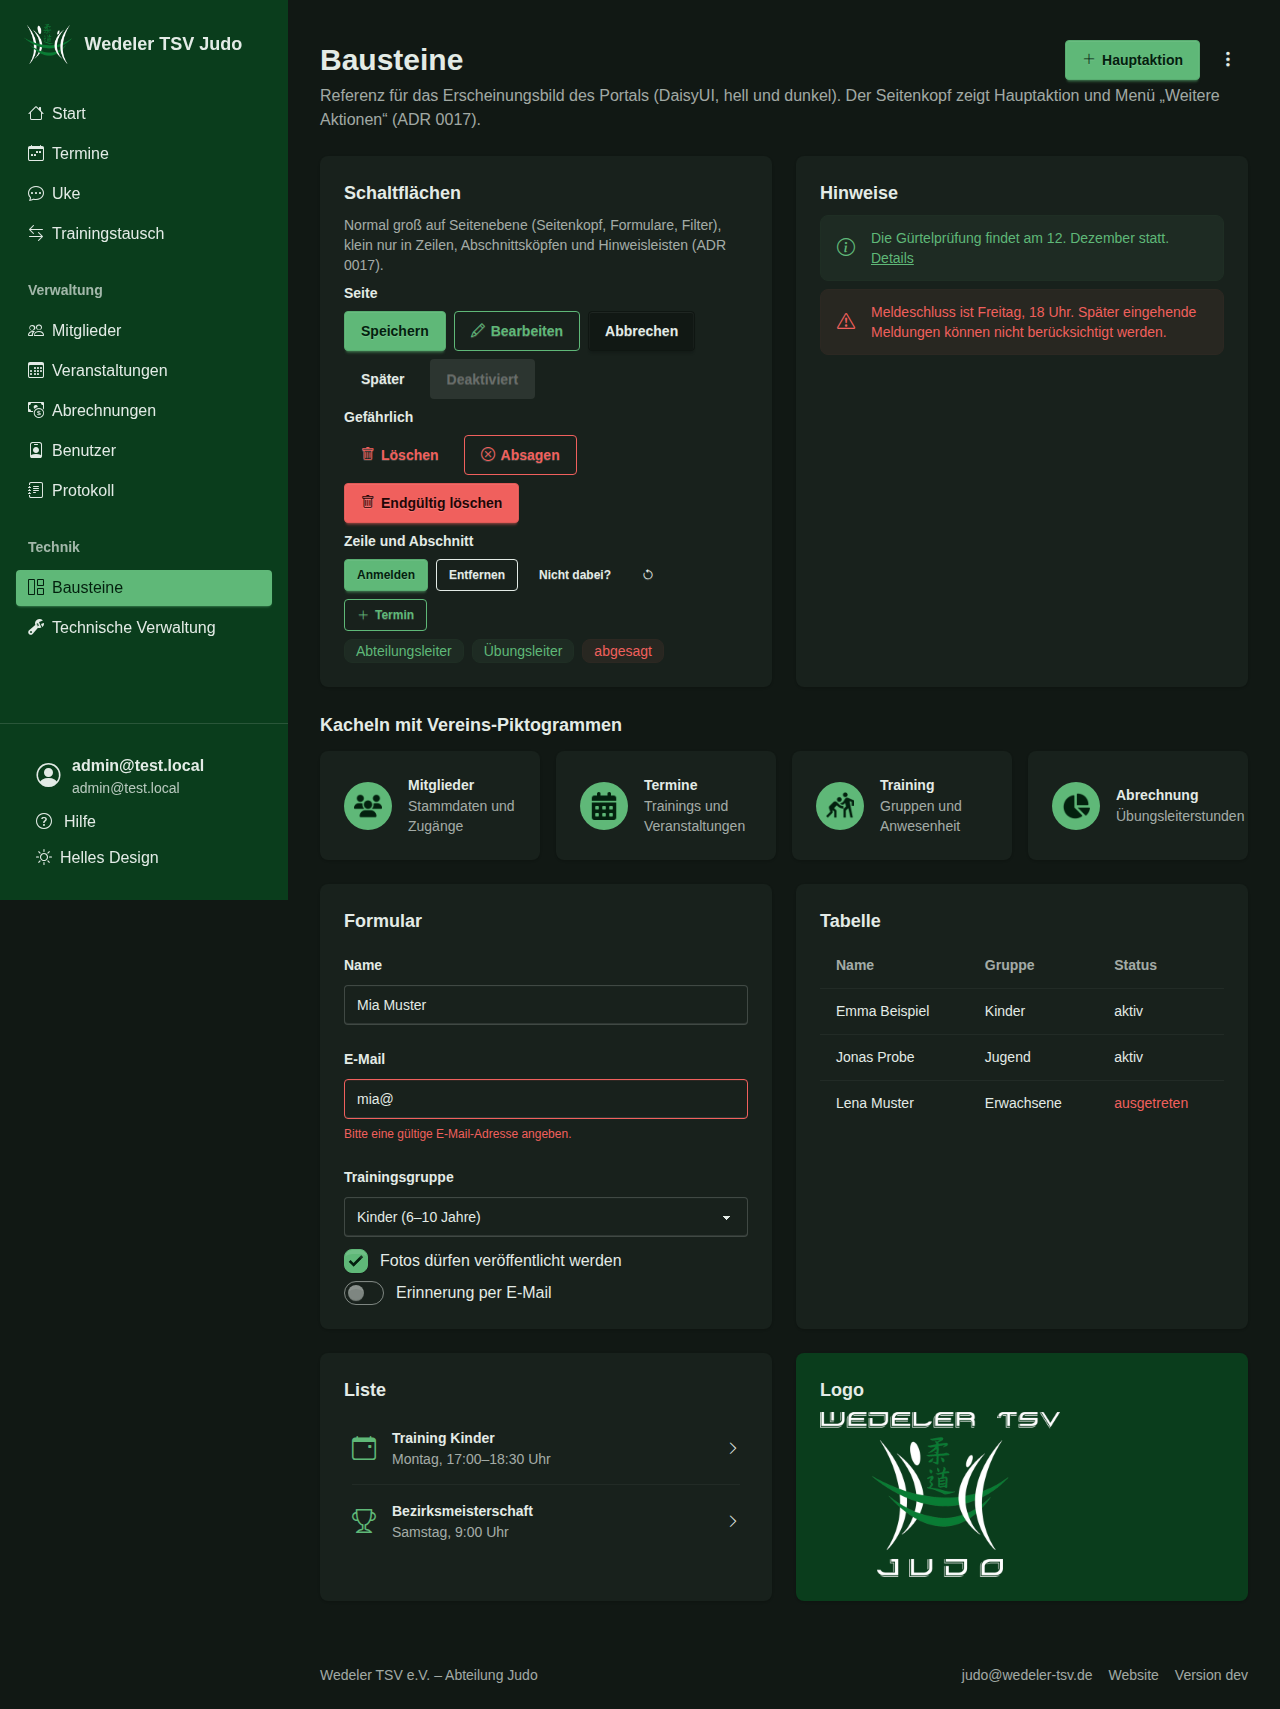 Wedeler TSV Judo
Start
Termine
Uke
Trainingstausch
Verwaltung
Mitglieder
Veranstaltungen
Abrechnungen
Benutzer
Protokoll
Technik
Bausteine
Technische Verwaltung
admin@test.local
admin@test.local
Hilfe
Helles Design
Bausteine
Hauptaktion
Referenz für das Erscheinungsbild des Portals (DaisyUI, hell und dunkel). Der Seitenkopf zeigt Hauptaktion und Menü „Weitere
Aktionen“ (ADR 0017).
Schaltflächen
Normal groß auf Seitenebene (Seitenkopf, Formulare, Filter),
klein nur in Zeilen, Abschnittsköpfen und Hinweisleisten (ADR
0017).
Seite
Speichern
Bearbeiten
Abbrechen
Später
Deaktiviert
Gefährlich
Löschen
Absagen
Endgültig löschen
Zeile und Abschnitt
Anmelden
Entfernen
Nicht dabei?
Termin
Abteilungsleiter
Übungsleiter
abgesagt
Hinweise
Die Gürtelprüfung findet am 12. Dezember statt.
Details
Meldeschluss ist Freitag, 18 Uhr. Später eingehende
Meldungen können nicht berücksichtigt werden.
Kacheln mit Vereins-Piktogrammen
Mitglieder
Stammdaten und
Zugänge
Termine
Trainings und
Veranstaltungen
Training
Gruppen und
Anwesenheit
Abrechnung
Übungsleiterstunden
Formular
Name
Mia Muster
E-Mail
mia@
Bitte eine gültige E-Mail-Adresse angeben.
Trainingsgruppe
Kinder (6–10 Jahre)
Fotos dürfen veröffentlicht werden
Erinnerung per E-Mail
Tabelle
Name Gruppe Status
Emma Beispiel Kinder aktiv
Jonas Probe Jugend aktiv
Lena Muster Erwachsene ausgetreten
Liste
Training Kinder
Montag, 17:00–18:30 Uhr
Bezirksmeisterschaft
Samstag, 9:00 Uhr
Logo
WEDELER TSV
柔
道
JUDO
Wedeler TSV e.V. – Abteilung Judo
judo@wedeler-tsv.de Website Version dev